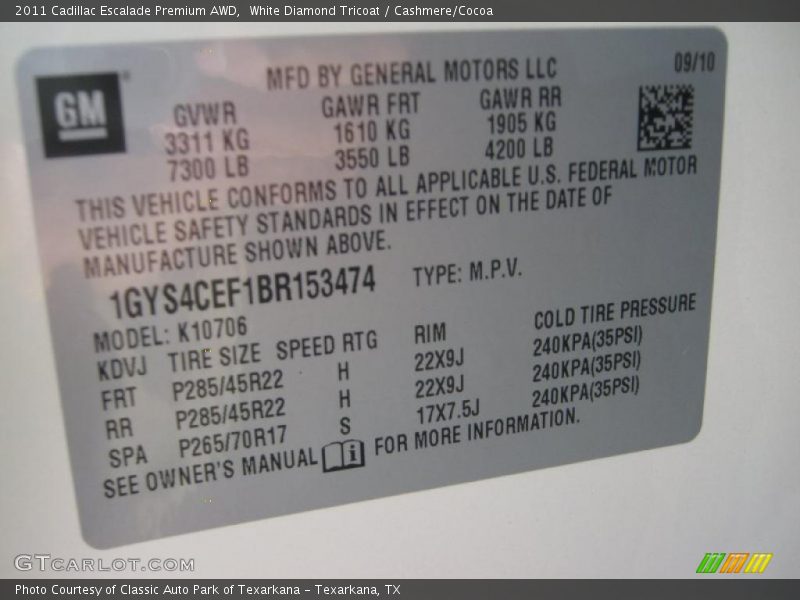 2011 Cadillac Escalade Premium AWD,  White Diamond Tricoat / Cashmere/Cocoa
GM
MFD BY GENERAL MOTORS LLC
09/10
GVWR GAWR FRT GAWR RR
3311 KG 1610 KG 1905 KG
7300 LB 3550 LB 4200 LB
THIS VEHICLE CONFORMS TO ALL APPLICABLE U.S. FEDERAL MOTOR
VEHICLE SAFETY STANDARDS IN EFFECT ON THE DATE OF
MANUFACTURE SHOWN ABOVE.
1GYS4CEF1BR153474 TYPE: M.P.V.
MODEL: K10706
KDVJ TIRE SIZE SPEED RTG RIM COLD TIRE PRESSURE
FRT P285/45R22 H 22X9J 240KPA(35PSI)
RR P285/45R22 H 22X9J 240KPA(35PSI)
SPA P265/70R17 S 17X7.5J 240KPA(35PSI)
SEE OWNER'S MANUAL i FOR MORE INFORMATION.
GTCARLOT.COM
Photo Courtesy of Classic Auto Park of Texarkana – Texarkana, TX